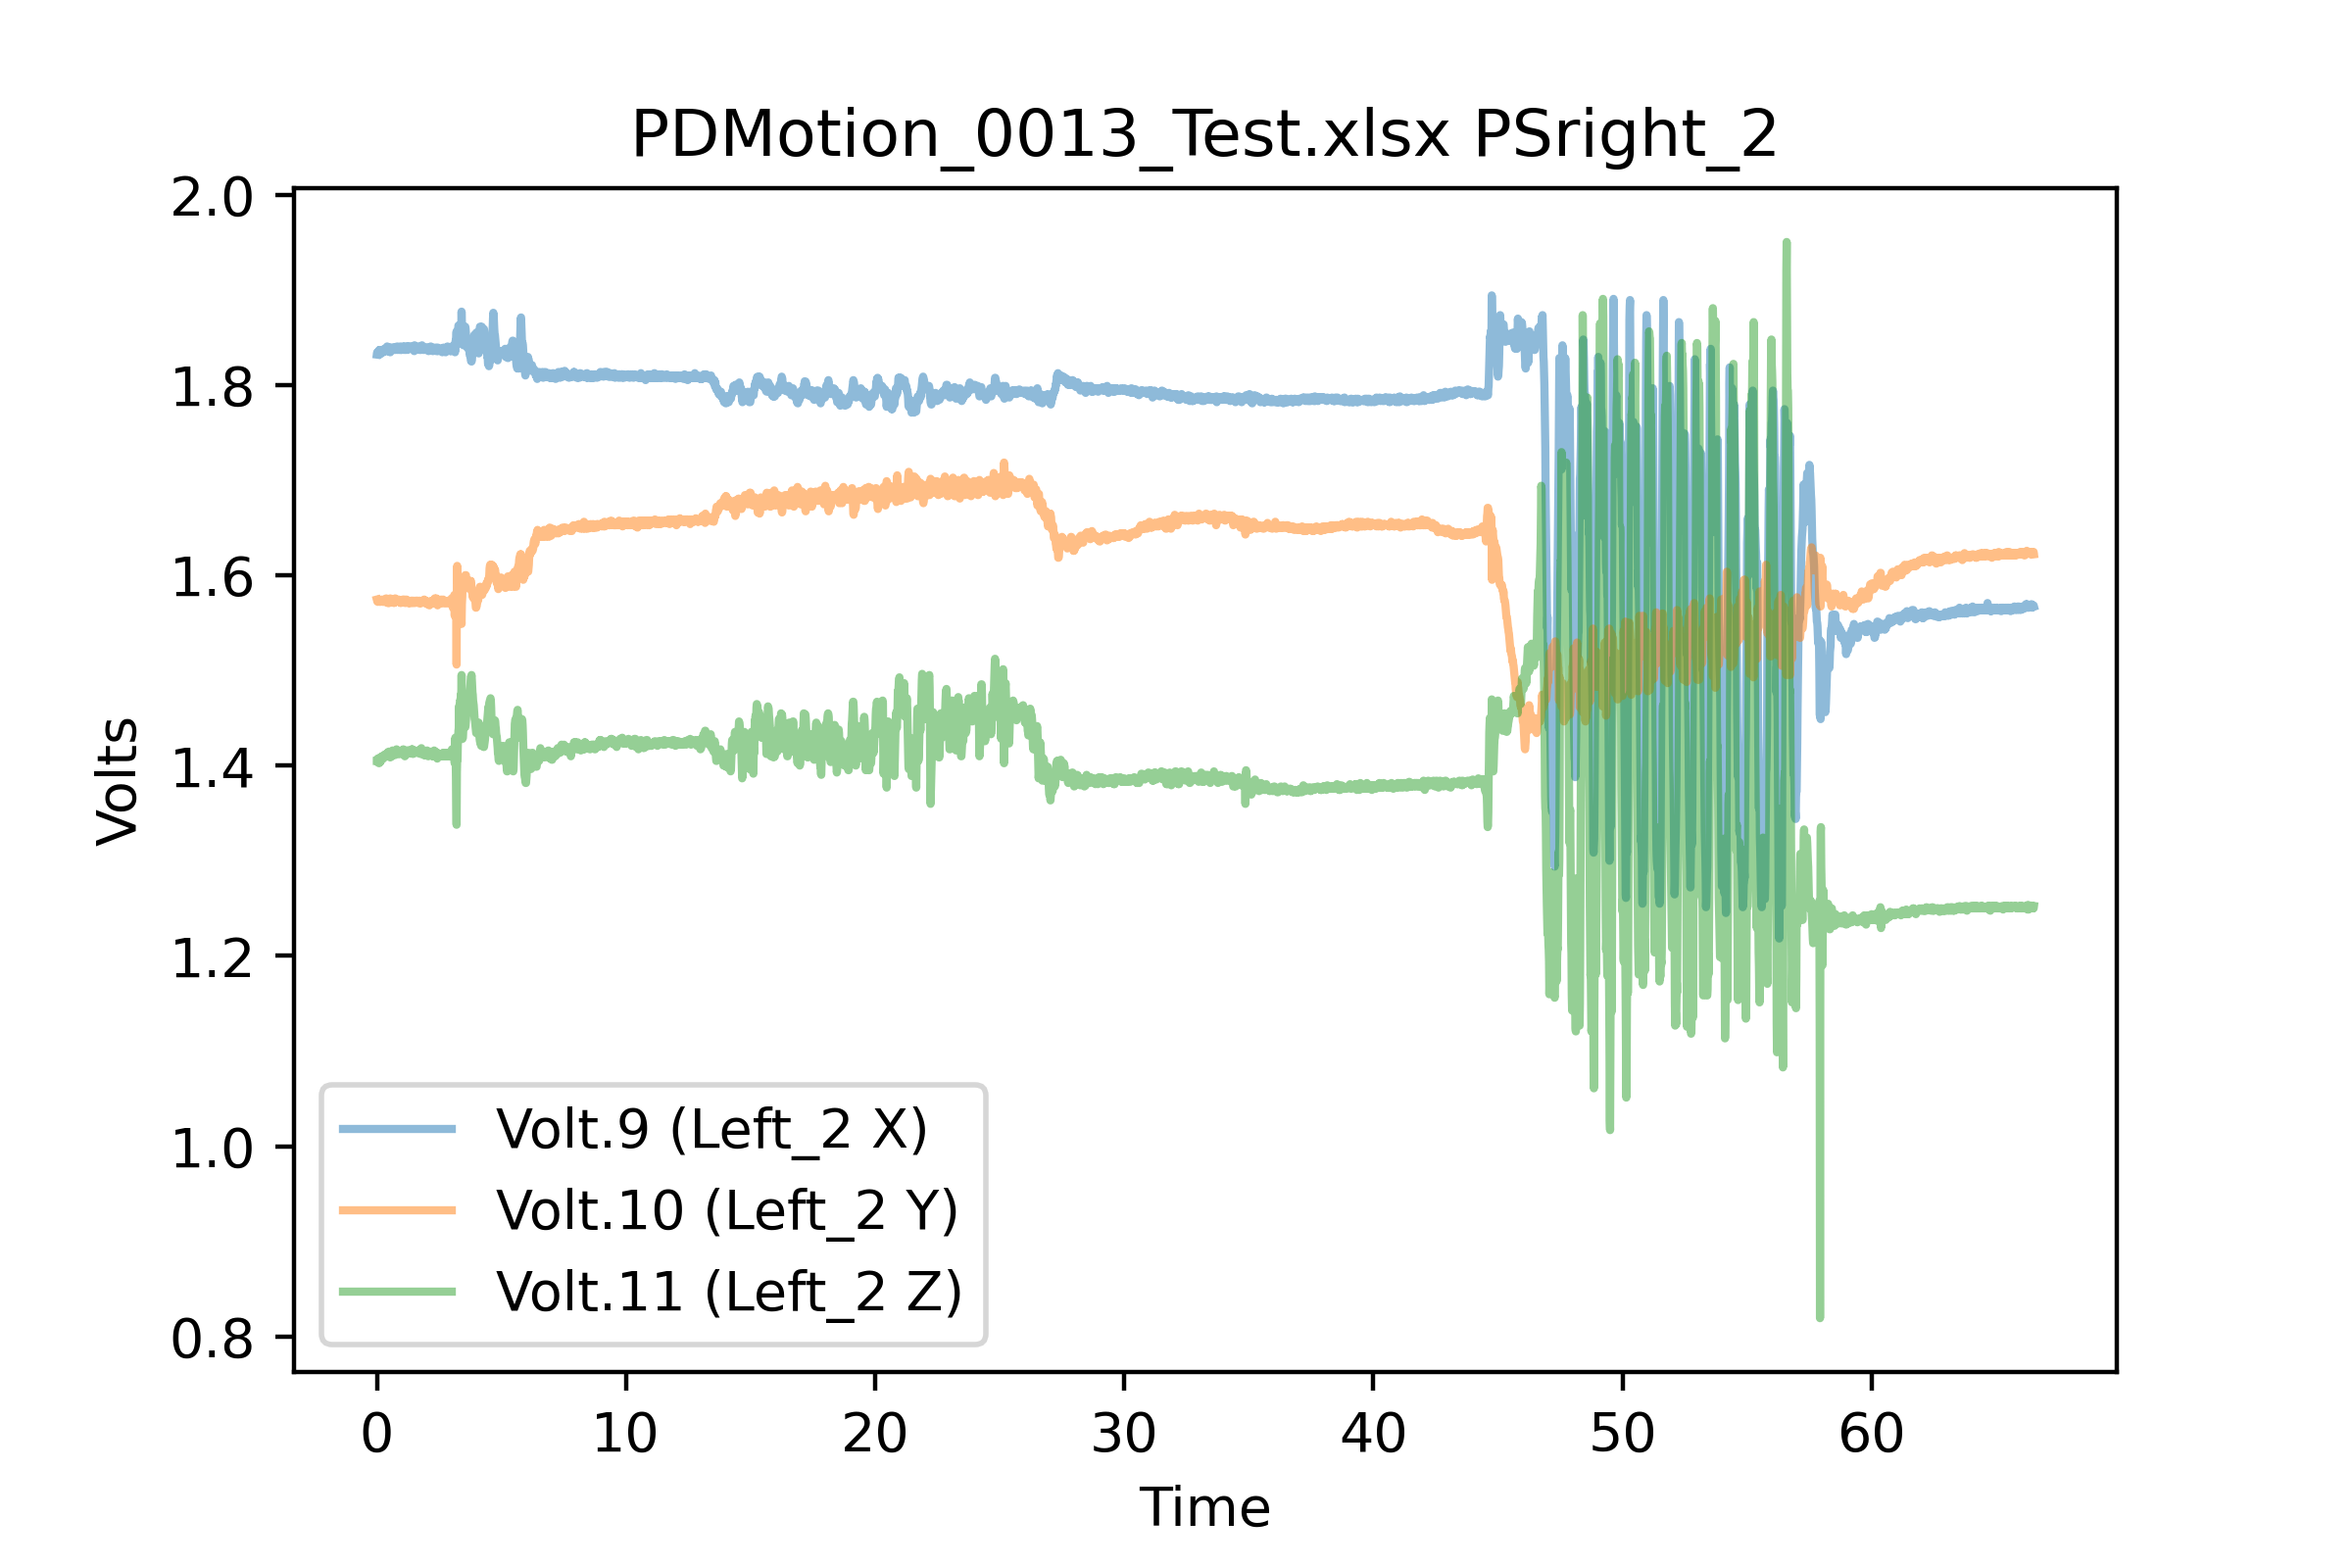 PDMotion_0013_Test.xlsx PSright_2
2.0
1.8
1.6
1.4
1.2
1.0
0.8
Volts
Volt.9 (Left_2 X)
Volt.10 (Left_2 Y)
Volt.11 (Left_2 Z)
0 10 20 30 40 50 60
Time